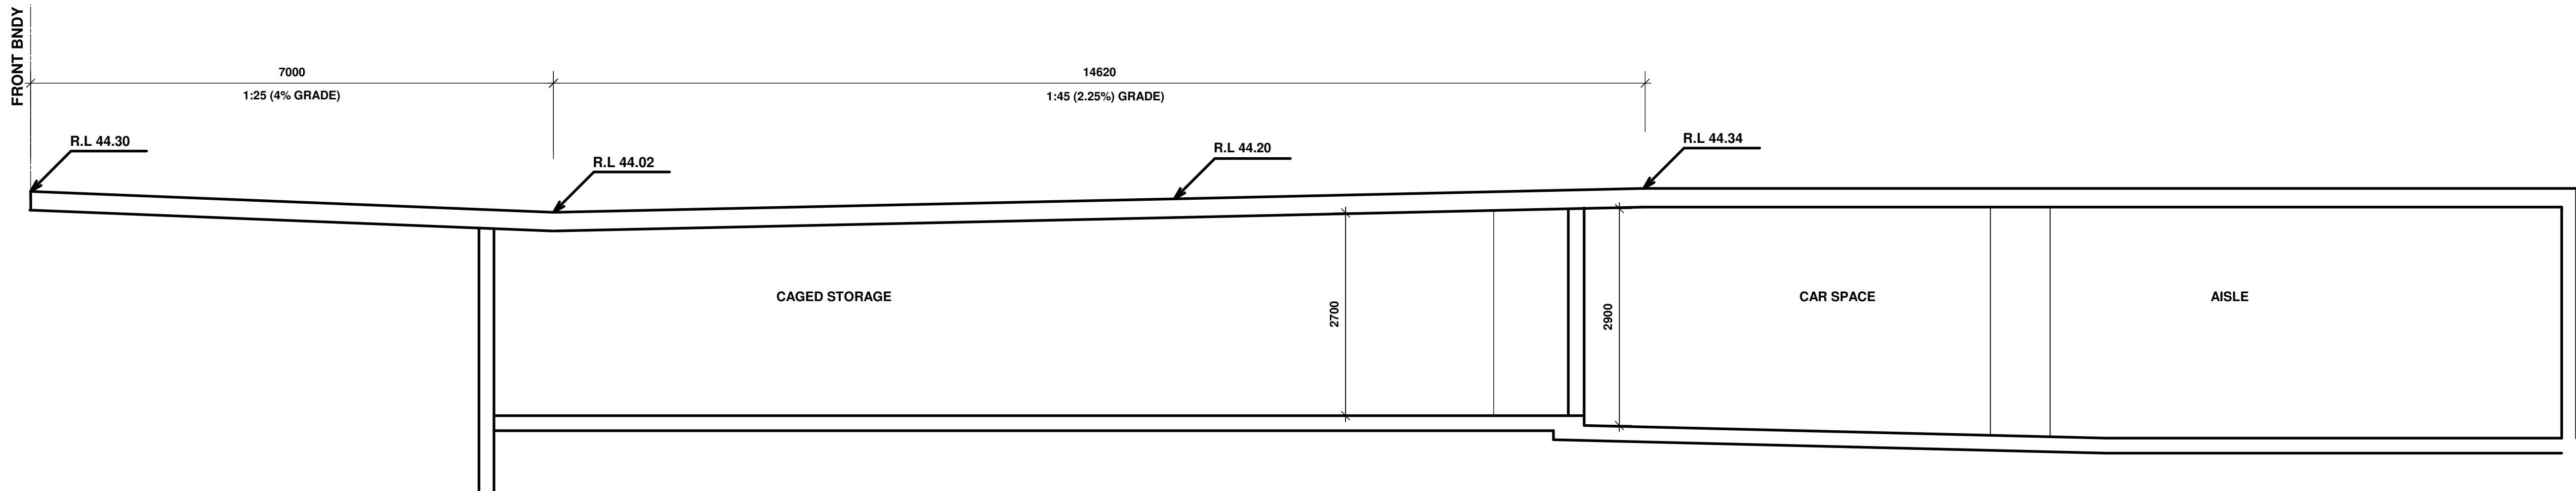 FRONT BNDY
7000
14620
1:25 (4% GRADE)
1:45 (2.25%) GRADE)
R.L 44.30
R.L 44.02
R.L 44.20
R.L 44.34
CAGED STORAGE
2700
2900
CAR SPACE
AISLE